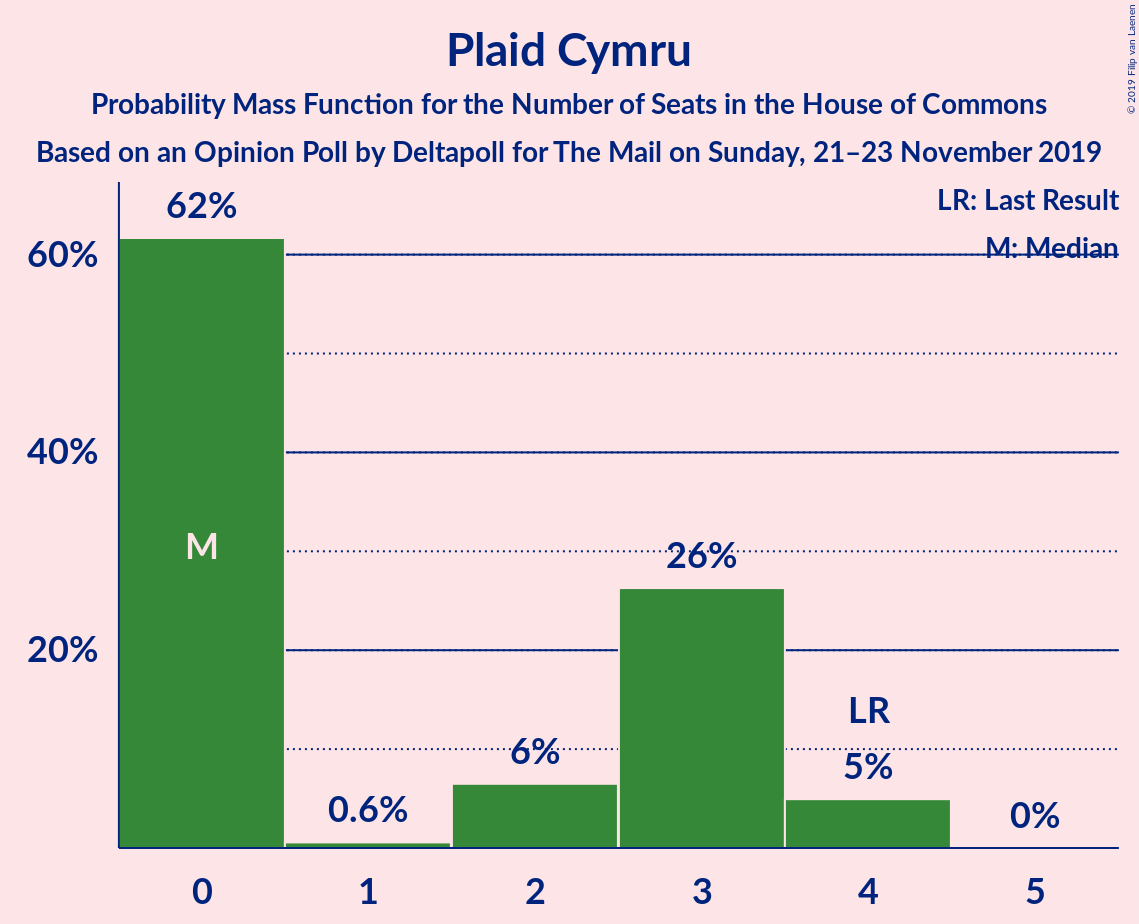 Plaid Cymru
Probability Mass Function for the Number of Seats in the House of Commons
Based on an Opinion Poll by Deltapoll for The Mail on Sunday, 21–23 November 2019
© 2019 Filip van Laenen
LR: Last Result
M: Median
62%
60%
40%
M
26%
20%
LR
6%
5%
0.6%
0%
0 1 2 3 4 5